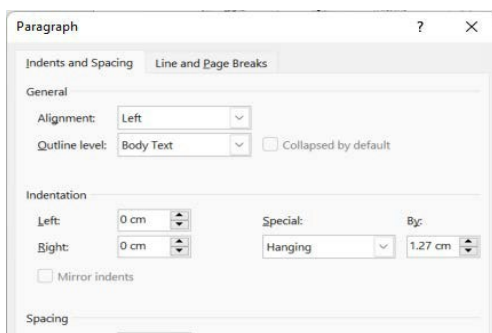 Paragraph ? ×
Indents and Spacing Line and Page Breaks
General
Alignment: Left
Outline level: Body Text Collapsed by default
Indentation
Left: 0 cm Special: By:
Right: 0 cm Hanging 1.27 cm
Mirror indents
Spacing